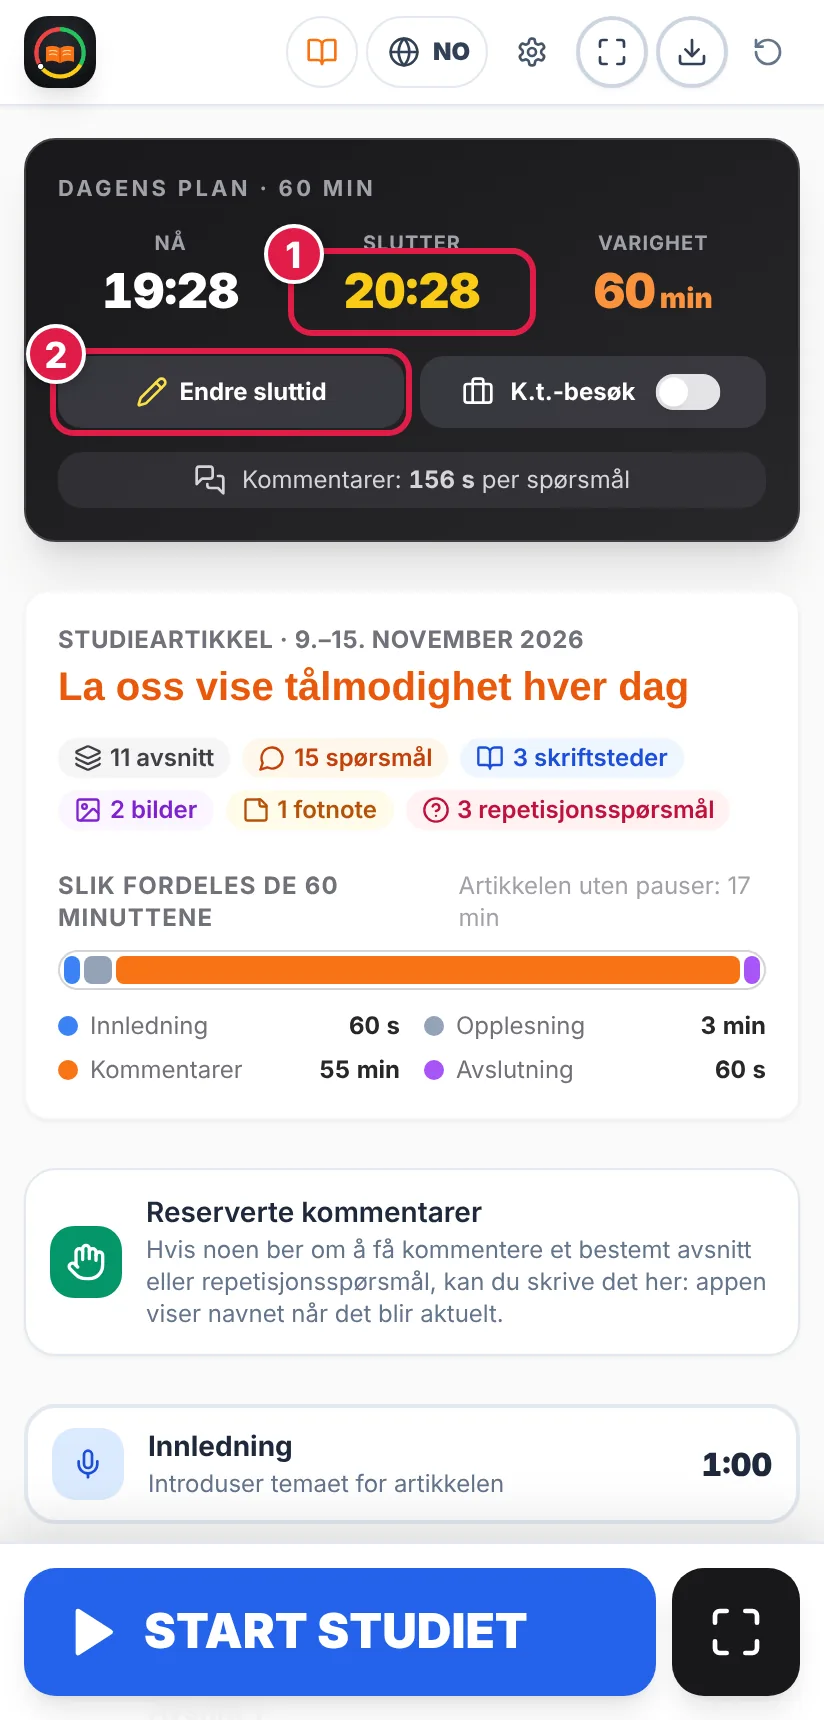 NO
DAGENS PLAN · 60 MIN
NÅ
SLUTTER
VARIGHET
1
19:28
20:28
60 min
2
Endre sluttid
K.t.-besøk
Kommentarer: 156 s per spørsmål
STUDIEARTIKKEL · 9.–15. NOVEMBER 2026
La oss vise tålmodighet hver dag
11 avsnitt
15 spørsmål
3 skriftsteder
2 bilder
1 fotnote
3 repetisjonsspørsmål
SLIK FORDELES DE 60
MINUTTENE
Artikkelen uten pauser: 17
min
Innledning 60 s
Opplesning 3 min
Kommentarer 55 min
Avslutning 60 s
Reserverte kommentarer
Hvis noen ber om å få kommentere et bestemt avsnitt
eller repetisjonsspørsmål, kan du skrive det her: appen
viser navnet når det blir aktuelt.
Innledning
Introduser temaet for artikkelen
1:00
START STUDIET